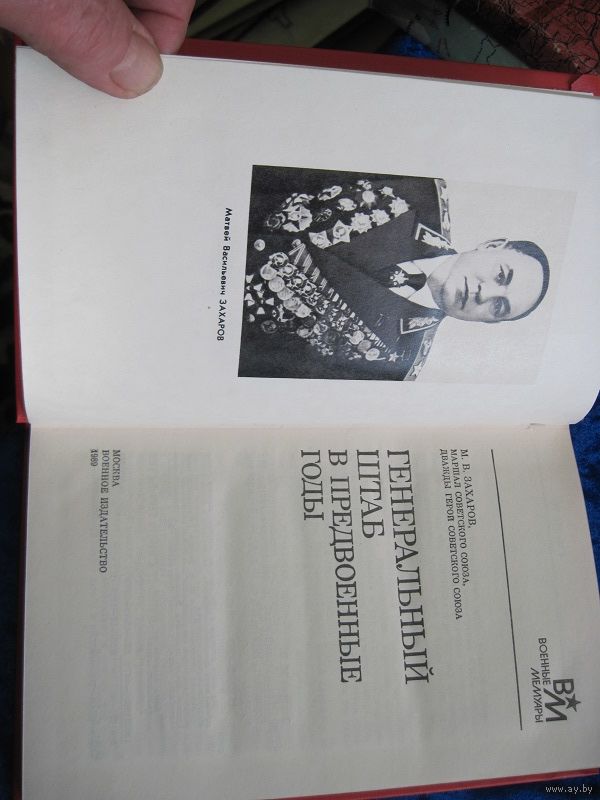 Матвей Васильевич ЗАХАРОВ
ВМ
ВОЕННЫЕ
МЕМУАРЫ
М. В. ЗАХАРОВ,
МАРШАЛ СОВЕТСКОГО СОЮЗА,
ДВАЖДЫ ГЕРОЙ СОВЕТСКОГО СОЮЗА
ГЕНЕРАЛЬНЫЙ
ШТАБ
В ПРЕДВОЕННЫЕ
ГОДЫ
МОСКВА
ВОЕННОЕ ИЗДАТЕЛЬСТВО
1989
www.ay.by